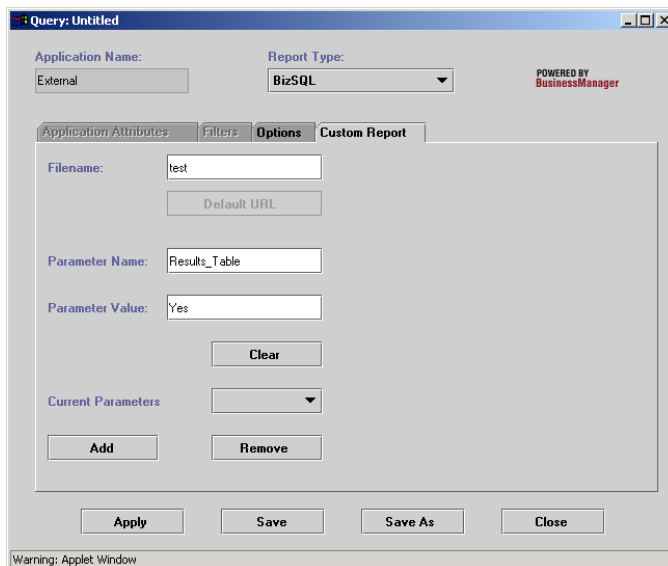 Query: Untitled
Application Name:
Report Type:
External
BizSQL
POWERED BY
BusinessManager
Application Attributes
Filters
Options
Custom Report
Filename:
test
Default URL
Parameter Name:
Results_Table
Parameter Value:
Yes
Clear
Current Parameters
Add
Remove
Apply
Save
Save As
Close
Warning: Applet Window